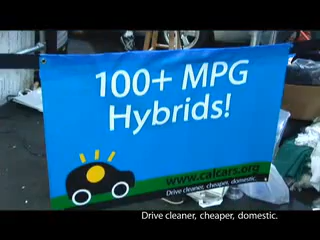 100+ MPG
Hybrids!
www.calcars.org
Drive cleaner, cheaper, domestic.
Drive cleaner, cheaper, domestic.